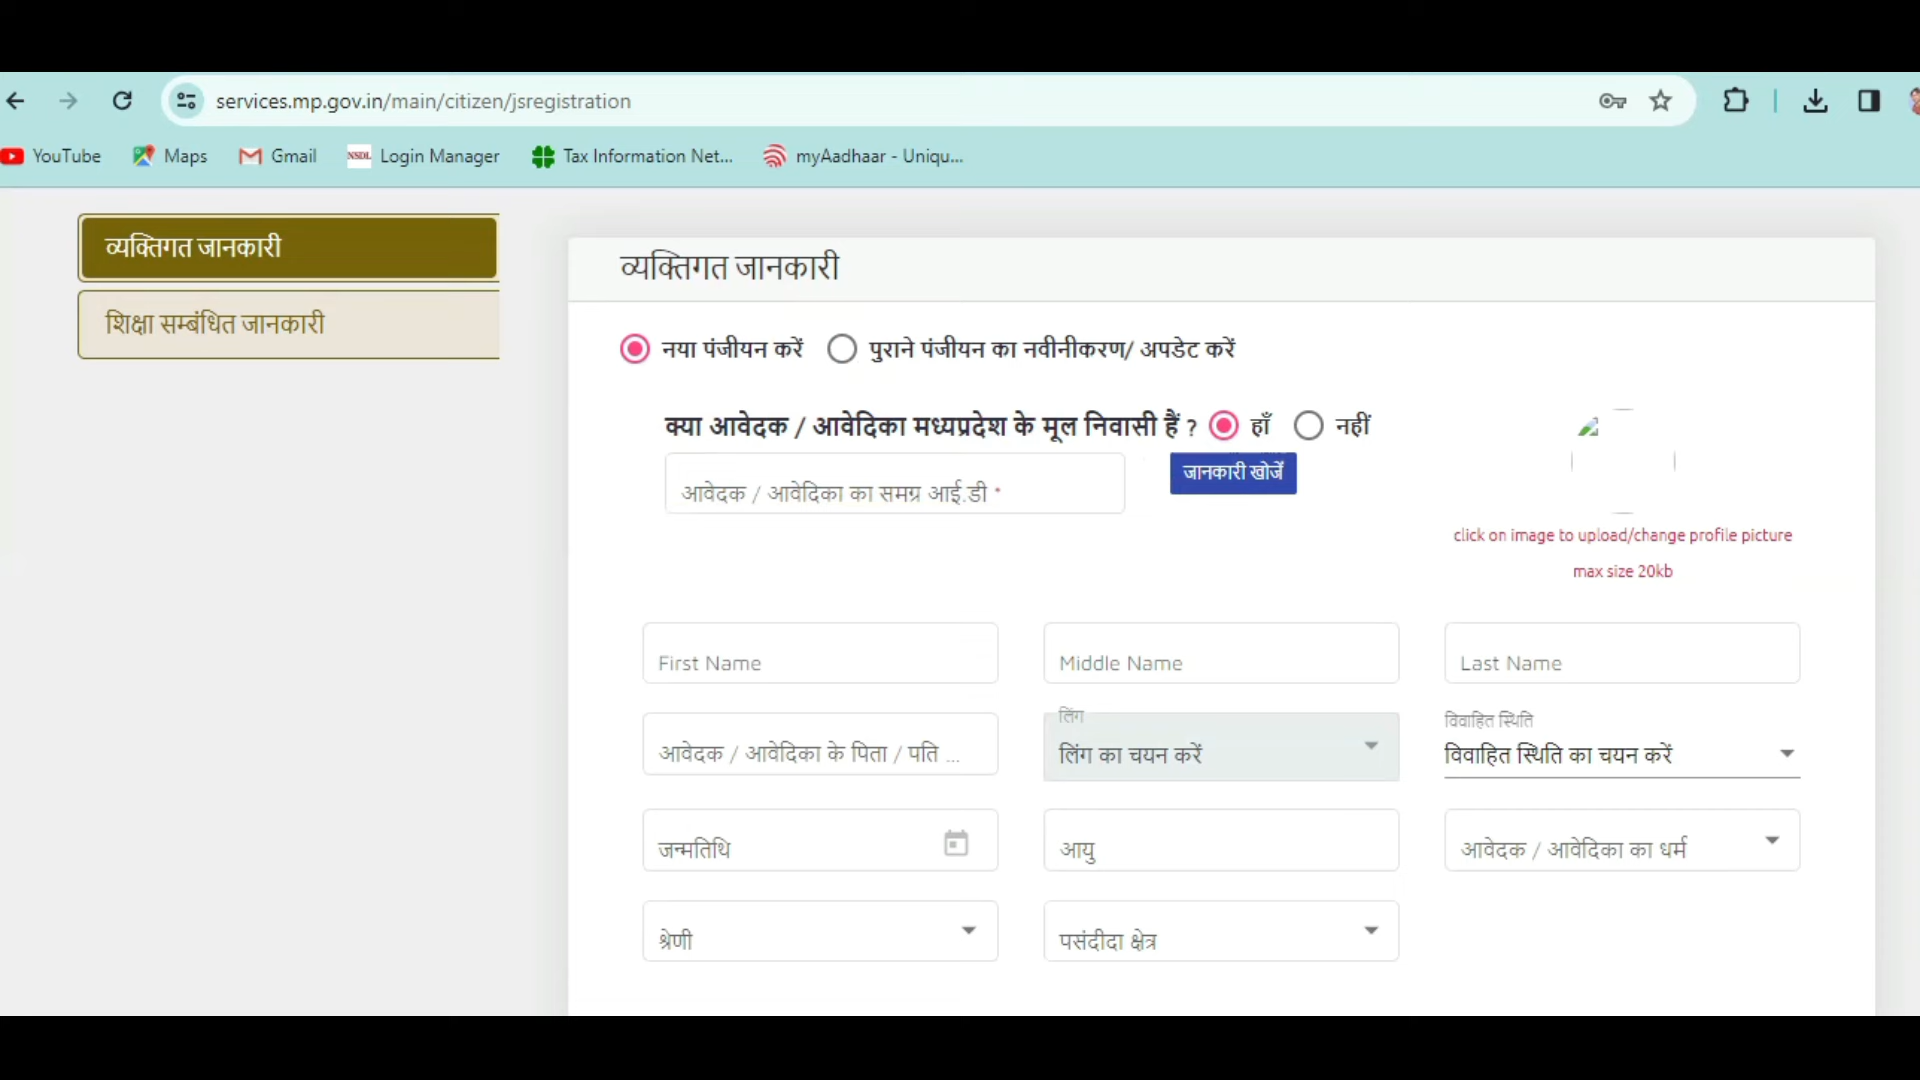 services.mp.gov.in/main/citizen/jsregistration
YouTube Maps Gmail NSDL Login Manager Tax Information Net... myAadhaar - Uniqu...
व्यक्तिगत जानकारी
शिक्षा सम्बंधित जानकारी
व्यक्तिगत जानकारी
नया पंजीयन करें पुराने पंजीयन का नवीनीकरण/ अपडेट करें
क्या आवेदक / आवेदिका मध्यप्रदेश के मूल निवासी हैं ? हाँ नहीं
आवेदक / आवेदिका का समग्र आई.डी * जानकारी खोजें
click on image to upload/change profile picture
max size 20kb
First Name Middle Name Last Name
लिंग विवाहित स्थिति
आवेदक / आवेदिका के पिता / पति ... लिंग का चयन करें विवाहित स्थिति का चयन करें
जन्मतिथि आयु आवेदक / आवेदिका का धर्म
श्रेणी पसंदीदा क्षेत्र